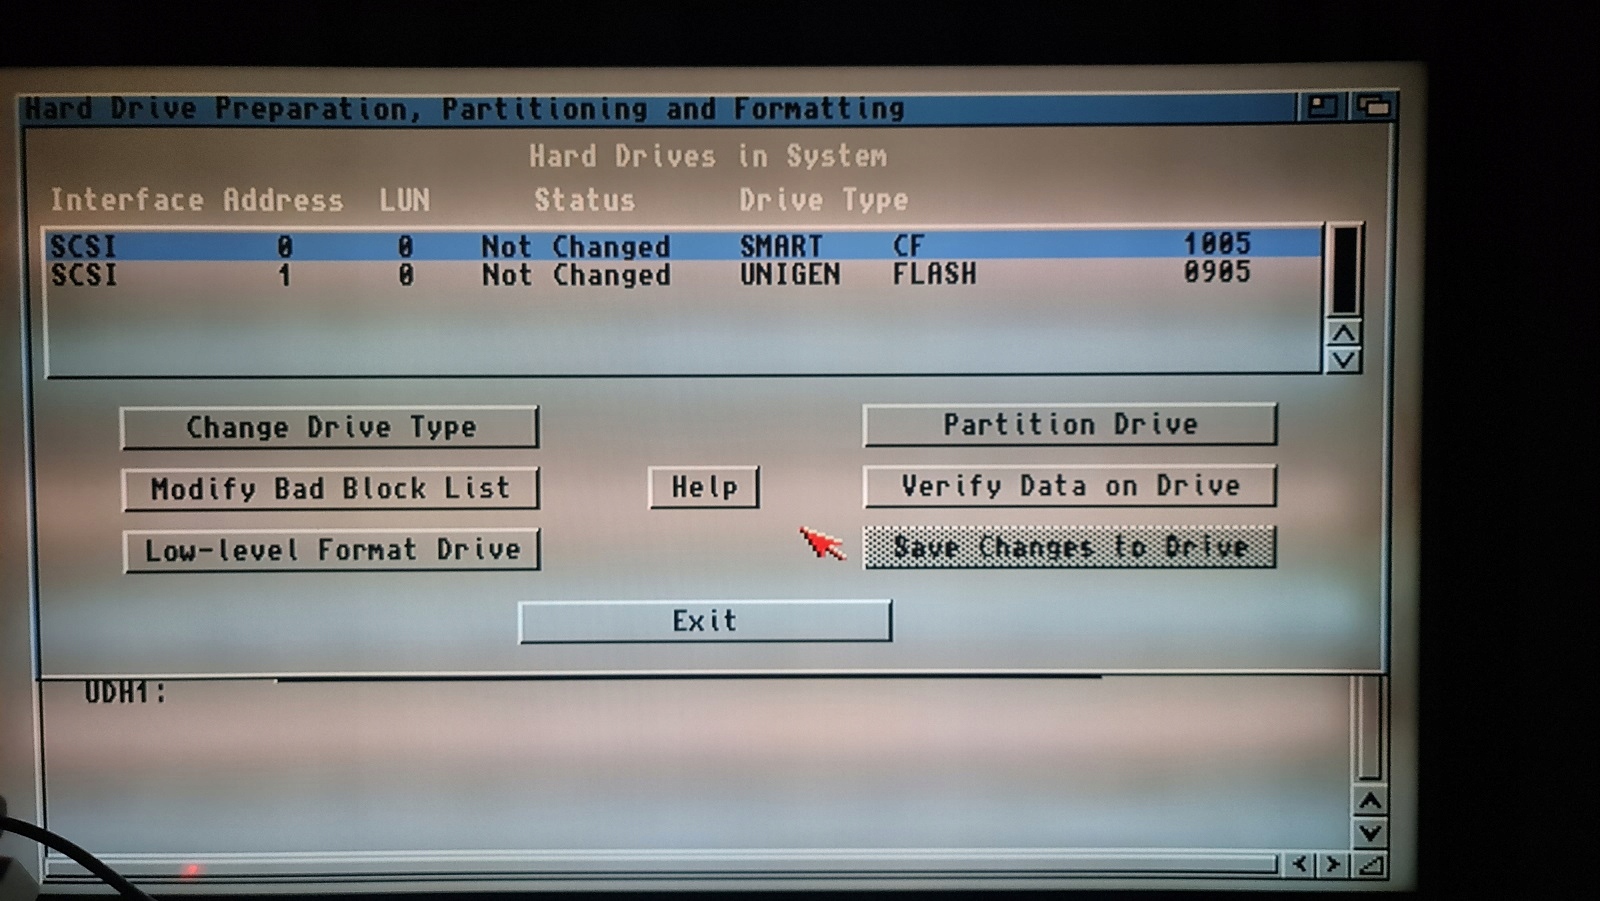 Hard Drive Preparation, Partitioning and Formatting
Hard Drives in System
Interface Address LUN Status Drive Type
SCSI 0 0 Not Changed SMART CF 1005
SCSI 1 0 Not Changed UNIGEN FLASH 0905
Change Drive Type
Partition Drive
Modify Bad Block List
Help
Verify Data on Drive
Low-level Format Drive
Save Changes to Drive
Exit
UDH1: